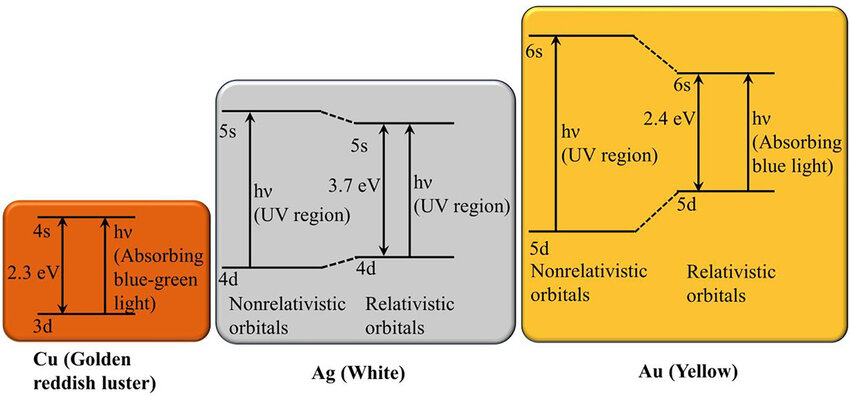 4s
2.3 eV
hν
(Absorbing
blue-green
light)
3d
Cu (Golden
reddish luster)
5s
hν
(UV region)
4d
Nonrelativistic
orbitals
5s
3.7 eV
hν
(UV region)
4d
Relativistic
orbitals
Ag (White)
6s
hν
(UV region)
5d
Nonrelativistic
orbitals
6s
2.4 eV
hν
(Absorbing
blue light)
5d
Relativistic
orbitals
Au (Yellow)